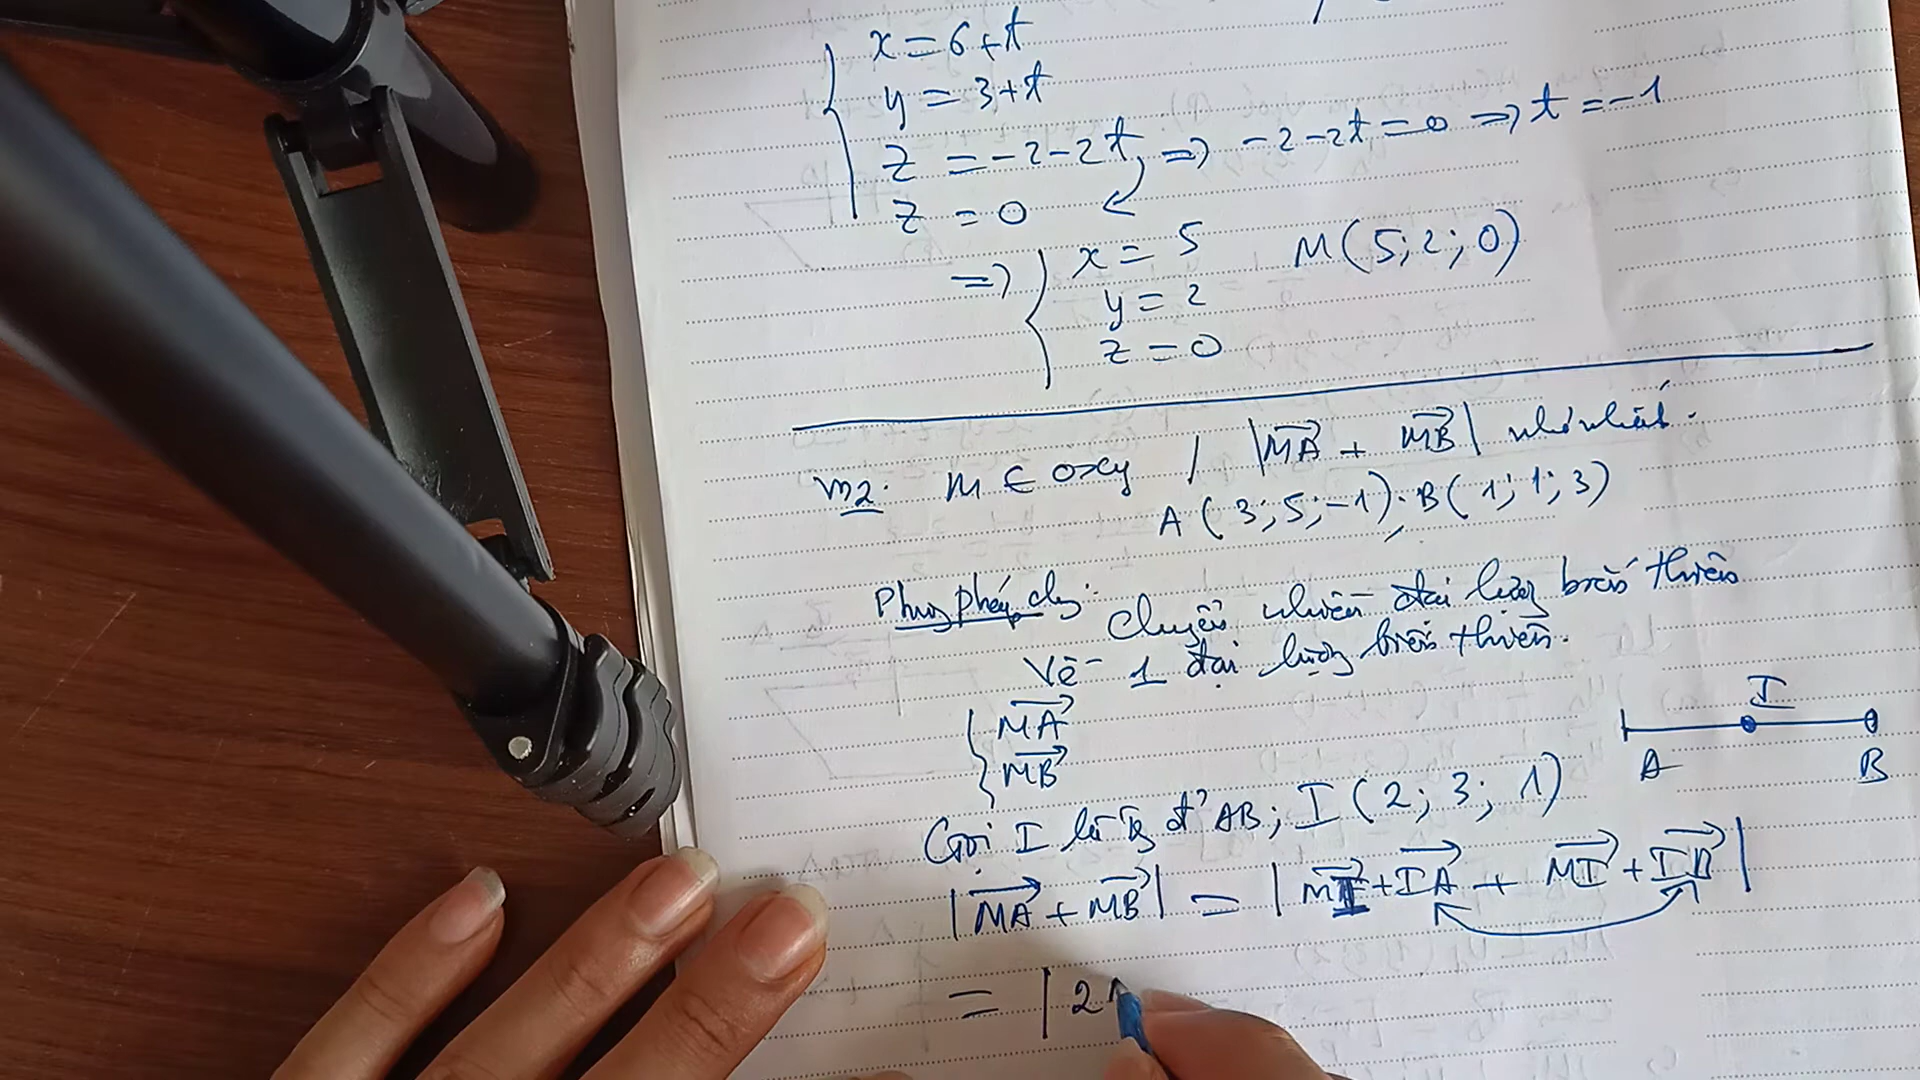 x = 6+t
y = 3+t
z = -2-2t, => -2-2t = 0 => t = -1
z = 0
=> x = 5 M(5; 2; 0)
y = 2
z = 0
M ∈ oxy / |MA + MB| nhỏ nhất.
A(3; 5; -1); B(1; 1; 3)
chuyển nhiều đại lượng biến thiên
Về 1 đại lượng biến thiên.
MA
MB
I
A B
Gọi I là đ' AB; I(2; 3; 1)
|MA + MB| = |MI + IA + MI + IB|
= |2